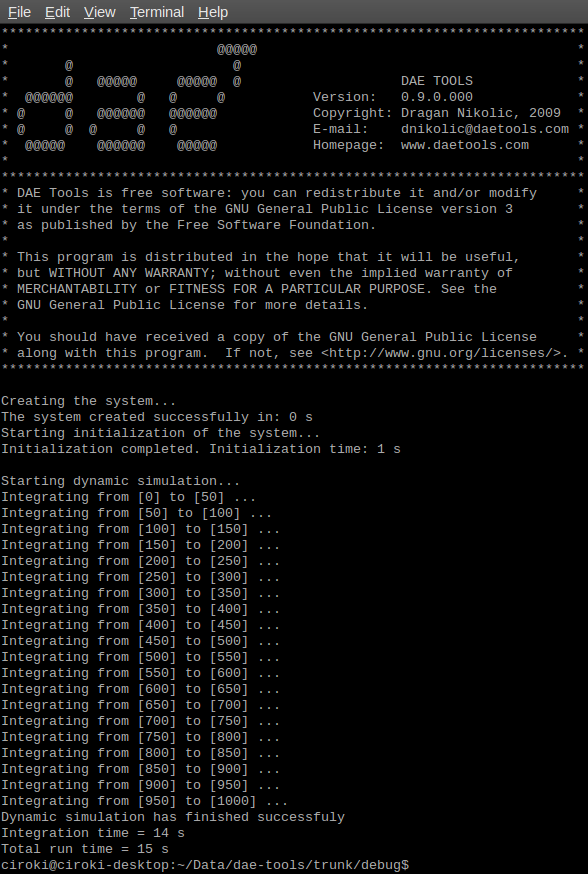 File Edit View Terminal Help
*************************************************************************
*                          @@@@@                                        *
*       @                    @                                          *
*       @   @@@@@     @@@@@  @                    DAE TOOLS             *
*  @@@@@@        @   @     @           Version:   0.9.0.000             *
* @     @   @@@@@@   @@@@@@            Copyright: Dragan Nikolic, 2009  *
* @     @  @     @   @                 E-mail:    dnikolic@daetools.com *
*  @@@@@    @@@@@@    @@@@@            Homepage:  www.daetools.com      *
*                                                                       *
*************************************************************************
* DAE Tools is free software: you can redistribute it and/or modify     *
* it under the terms of the GNU General Public License version 3        *
* as published by the Free Software Foundation.                         *
*                                                                       *
* This program is distributed in the hope that it will be useful,       *
* but WITHOUT ANY WARRANTY; without even the implied warranty of        *
* MERCHANTABILITY or FITNESS FOR A PARTICULAR PURPOSE. See the          *
* GNU General Public License for more details.                          *
*                                                                       *
* You should have received a copy of the GNU General Public License     *
* along with this program.  If not, see <http://www.gnu.org/licenses/>. *
*************************************************************************
Creating the system...
The system created successfully in: 0 s
Starting initialization of the system...
Initialization completed. Initialization time: 1 s
Starting dynamic simulation...
Integrating from [0] to [50] ...
Integrating from [50] to [100] ...
Integrating from [100] to [150] ...
Integrating from [150] to [200] ...
Integrating from [200] to [250] ...
Integrating from [250] to [300] ...
Integrating from [300] to [350] ...
Integrating from [350] to [400] ...
Integrating from [400] to [450] ...
Integrating from [450] to [500] ...
Integrating from [500] to [550] ...
Integrating from [550] to [600] ...
Integrating from [600] to [650] ...
Integrating from [650] to [700] ...
Integrating from [700] to [750] ...
Integrating from [750] to [800] ...
Integrating from [800] to [850] ...
Integrating from [850] to [900] ...
Integrating from [900] to [950] ...
Integrating from [950] to [1000] ...
Dynamic simulation has finished successfuly
Integration time = 14 s
Total run time = 15 s
ciroki@ciroki-desktop:~/Data/dae-tools/trunk/debug$